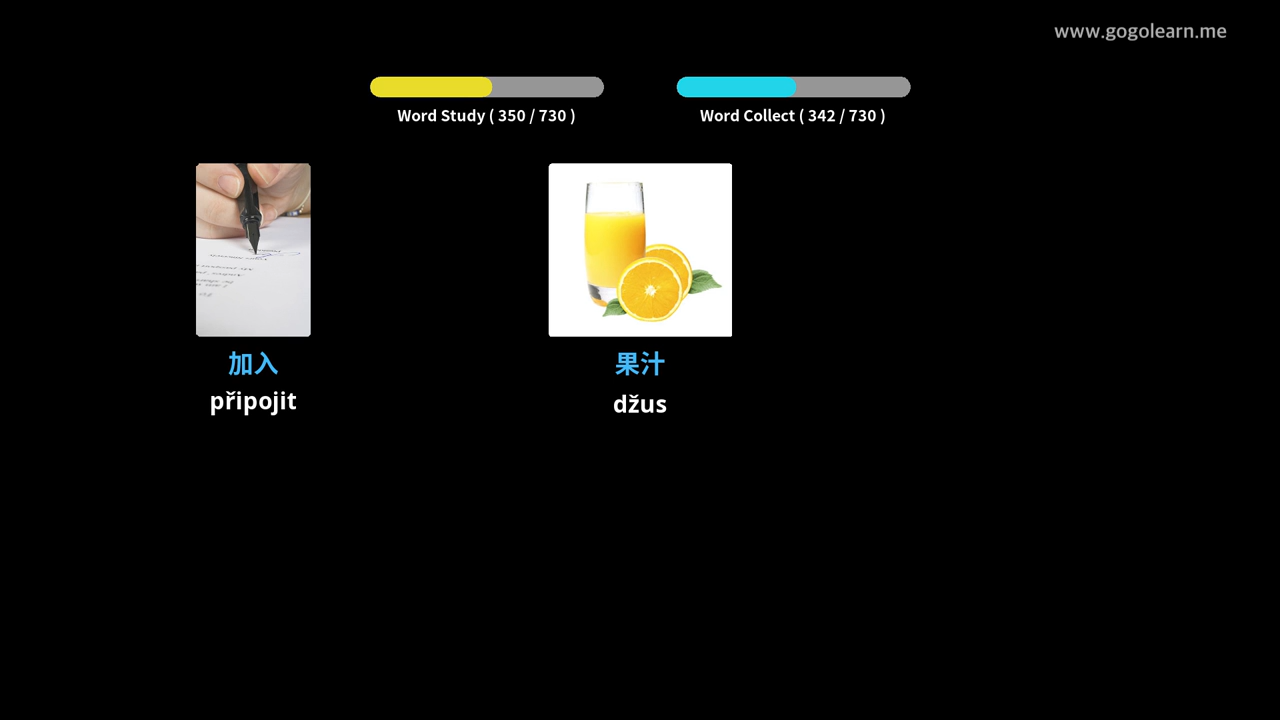 www.gogolearn.me
Word Study ( 350 / 730 )
Word Collect ( 342 / 730 )
加入
připojit
果汁
džus